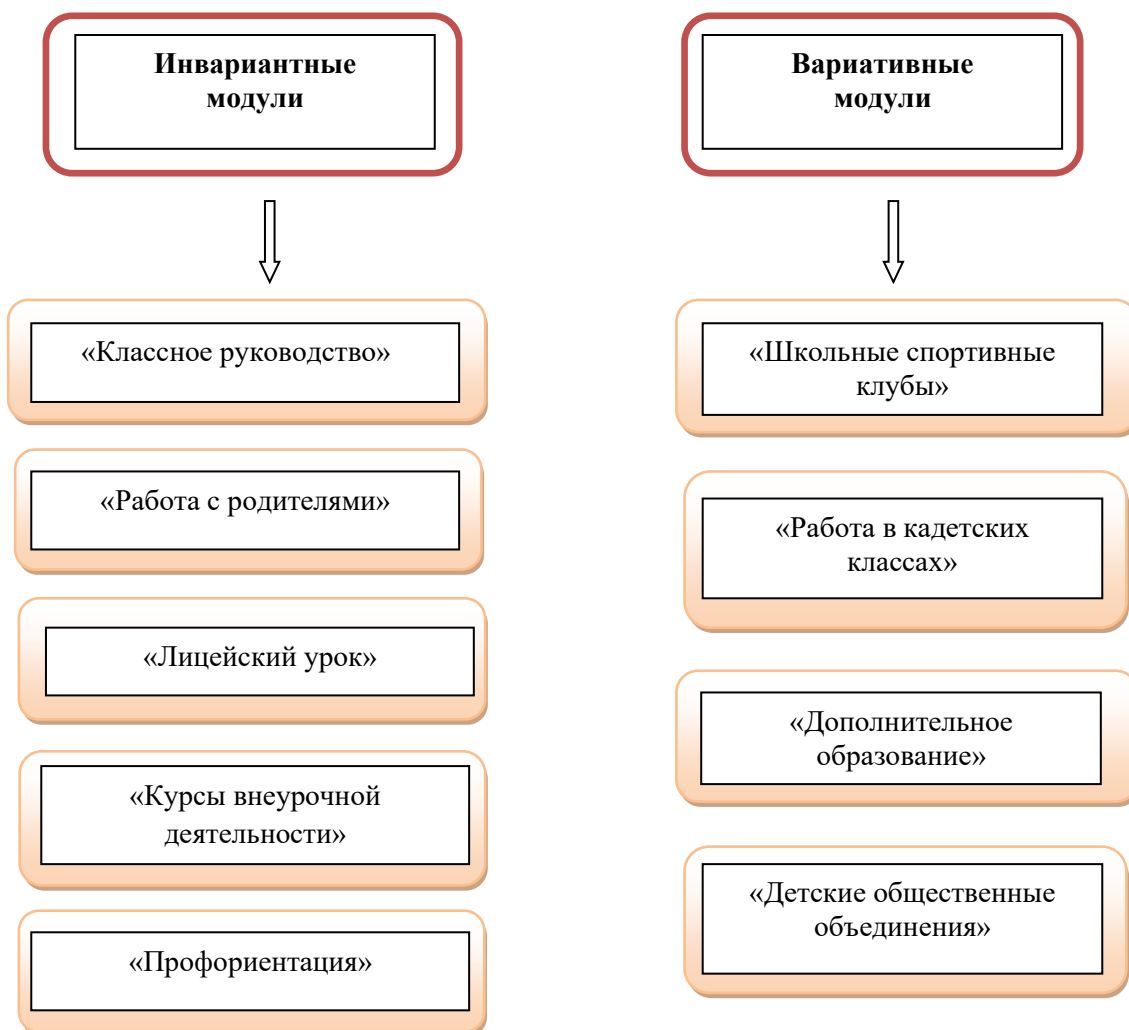 Инвариантные
модули
Вариативные
модули
«Классное руководство»
«Работа с родителями»
«Лицейский урок»
«Курсы внеурочной
деятельности»
«Профориентация»
«Школьные спортивные
клубы»
«Работа в кадетских
классах»
«Дополнительное
образование»
«Детские общественные
объединения»